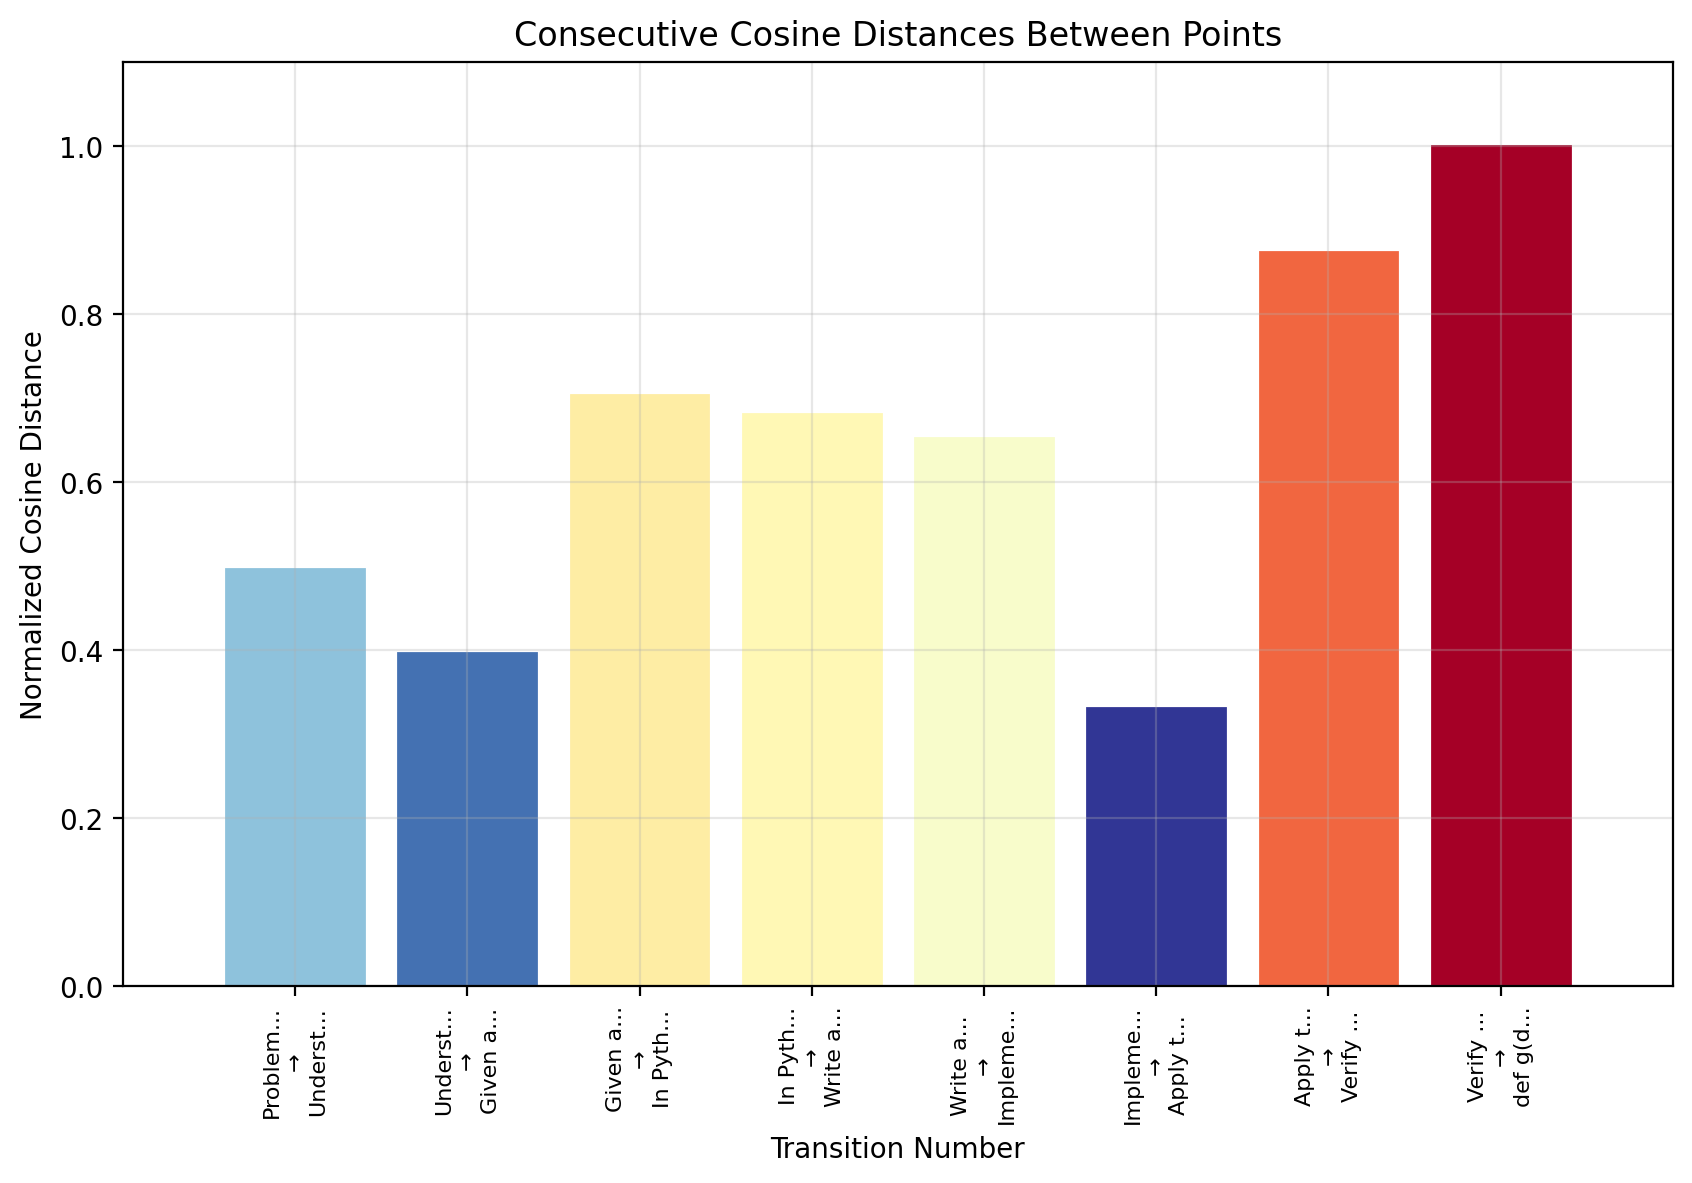 Consecutive Cosine Distances Between Points
Normalized Cosine Distance
1.0
0.8
0.6
0.4
0.2
0.0
Problem...
→
Underst...
Underst...
→
Given a...
Given a...
→
In Pyth...
In Pyth...
→
Write a...
Write a...
→
Impleme...
Impleme...
→
Apply t...
Apply t...
→
Verify ...
Verify ...
→
def g(d...
Transition Number